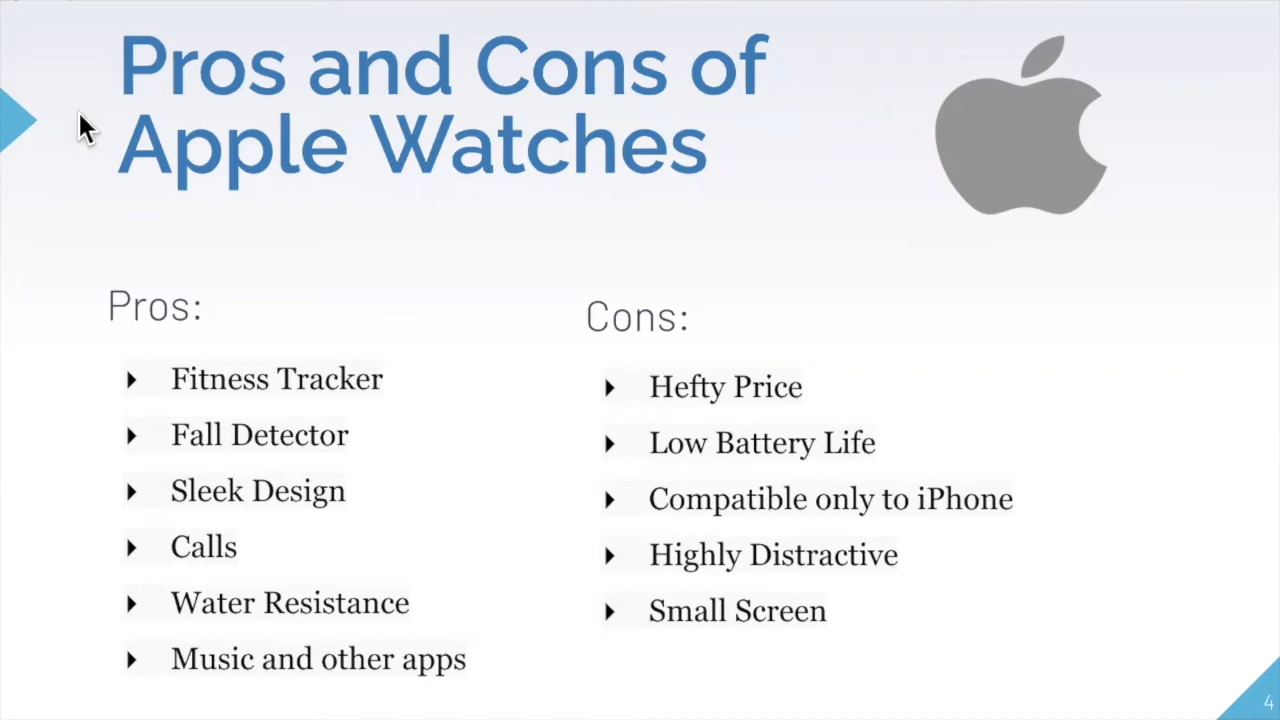 Pros and Cons of
Apple Watches
Pros:
Fitness Tracker
Fall Detector
Sleek Design
Calls
Water Resistance
Music and other apps
Cons:
Hefty Price
Low Battery Life
Compatible only to iPhone
Highly Distractive
Small Screen
4